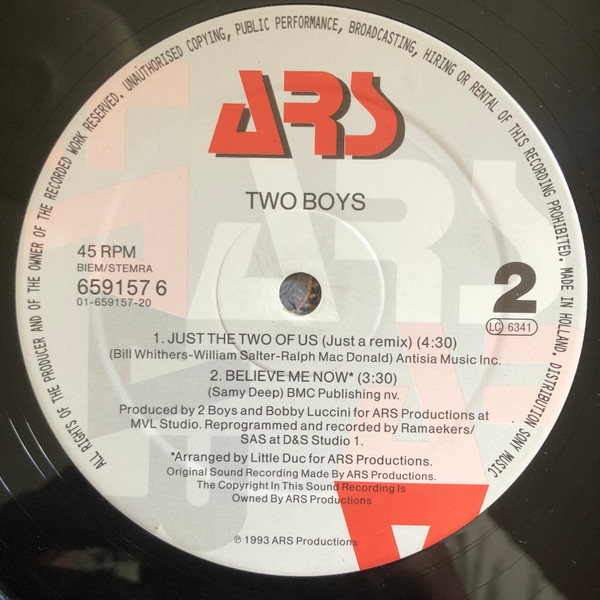 ALL RIGHTS OF THE PRODUCER AND OF THE OWNER OF THE RECORDED WORK RESERVED. UNAUTHORISED COPYING, PUBLIC PERFORMANCE, BROADCASTING, HIRING OR RENTAL OF THIS RECORDING PROHIBITED. MADE IN HOLLAND. DISTRIBUTION SONY MUSIC
ARS
TWO BOYS
ARS
45 RPM
BIEM/STEMRA
659157 6
01-659157-20
2
LC 6341
1. JUST THE TWO OF US (Just a remix) (4:30)
(Bill Whithers-William Salter-Ralph Mac Donald) Antisia Music Inc.
2. BELIEVE ME NOW* (3:30)
(Samy Deep) BMC Publishing nv.
Produced by 2 Boys and Bobby Luccini for ARS Productions at
MVL Studio. Reprogrammed and recorded by Ramaekers/
SAS at D&S Studio 1.
*Arranged by Little Duc for ARS Productions.
Original Sound Recording Made By ARS Productions.
The Copyright In This Sound Recording Is
Owned By ARS Productions
℗ 1993 ARS Productions